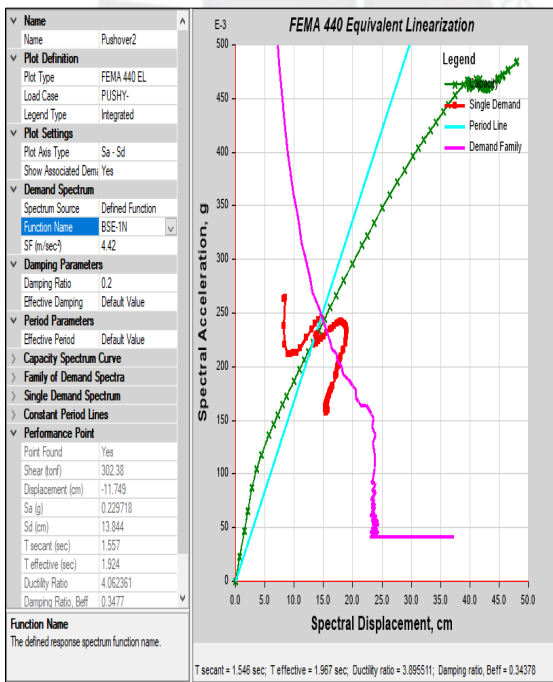 Name
Name Pushover2
Plot Definition
Plot Type FEMA 440 EL
Load Case PUSHY-
Legend Type Integrated
Plot Settings
Plot Axis Type Sa - Sd
Show Associated Dem Yes
Demand Spectrum
Spectrum Source Defined Function
Function Name BSE-1N
SF (m/sec²) 4.42
Damping Parameters
Damping Ratio 0.2
Effective Damping Default Value
Period Parameters
Effective Period Default Value
Capacity Spectrum Curve
Family of Demand Spectra
Single Demand Spectrum
Constant Period Lines
Performance Point
Point Found Yes
Shear (tonf) 302.38
Displacement (cm) -11.749
Sa (g) 0.229718
Sd (cm) 13.844
T secant (sec) 1.557
T effective (sec) 1.924
Ductility Ratio 4.062361
Damping Ratio, Beff 0.3477
Function Name
The defined response spectrum function name.
E-3
FEMA 440 Equivalent Linearization
Legend
Capacity
Single Demand
Period Line
Demand Family
Spectral Acceleration, g
500
450
400
350
300
250
200
150
100
50
0
0.0 5.0 10.0 15.0 20.0 25.0 30.0 35.0 40.0 45.0 50.0
Spectral Displacement, cm
T secant = 1.546 sec; T effective = 1.967 sec; Ductility ratio = 3.895511; Damping ratio, Beff = 0.34378